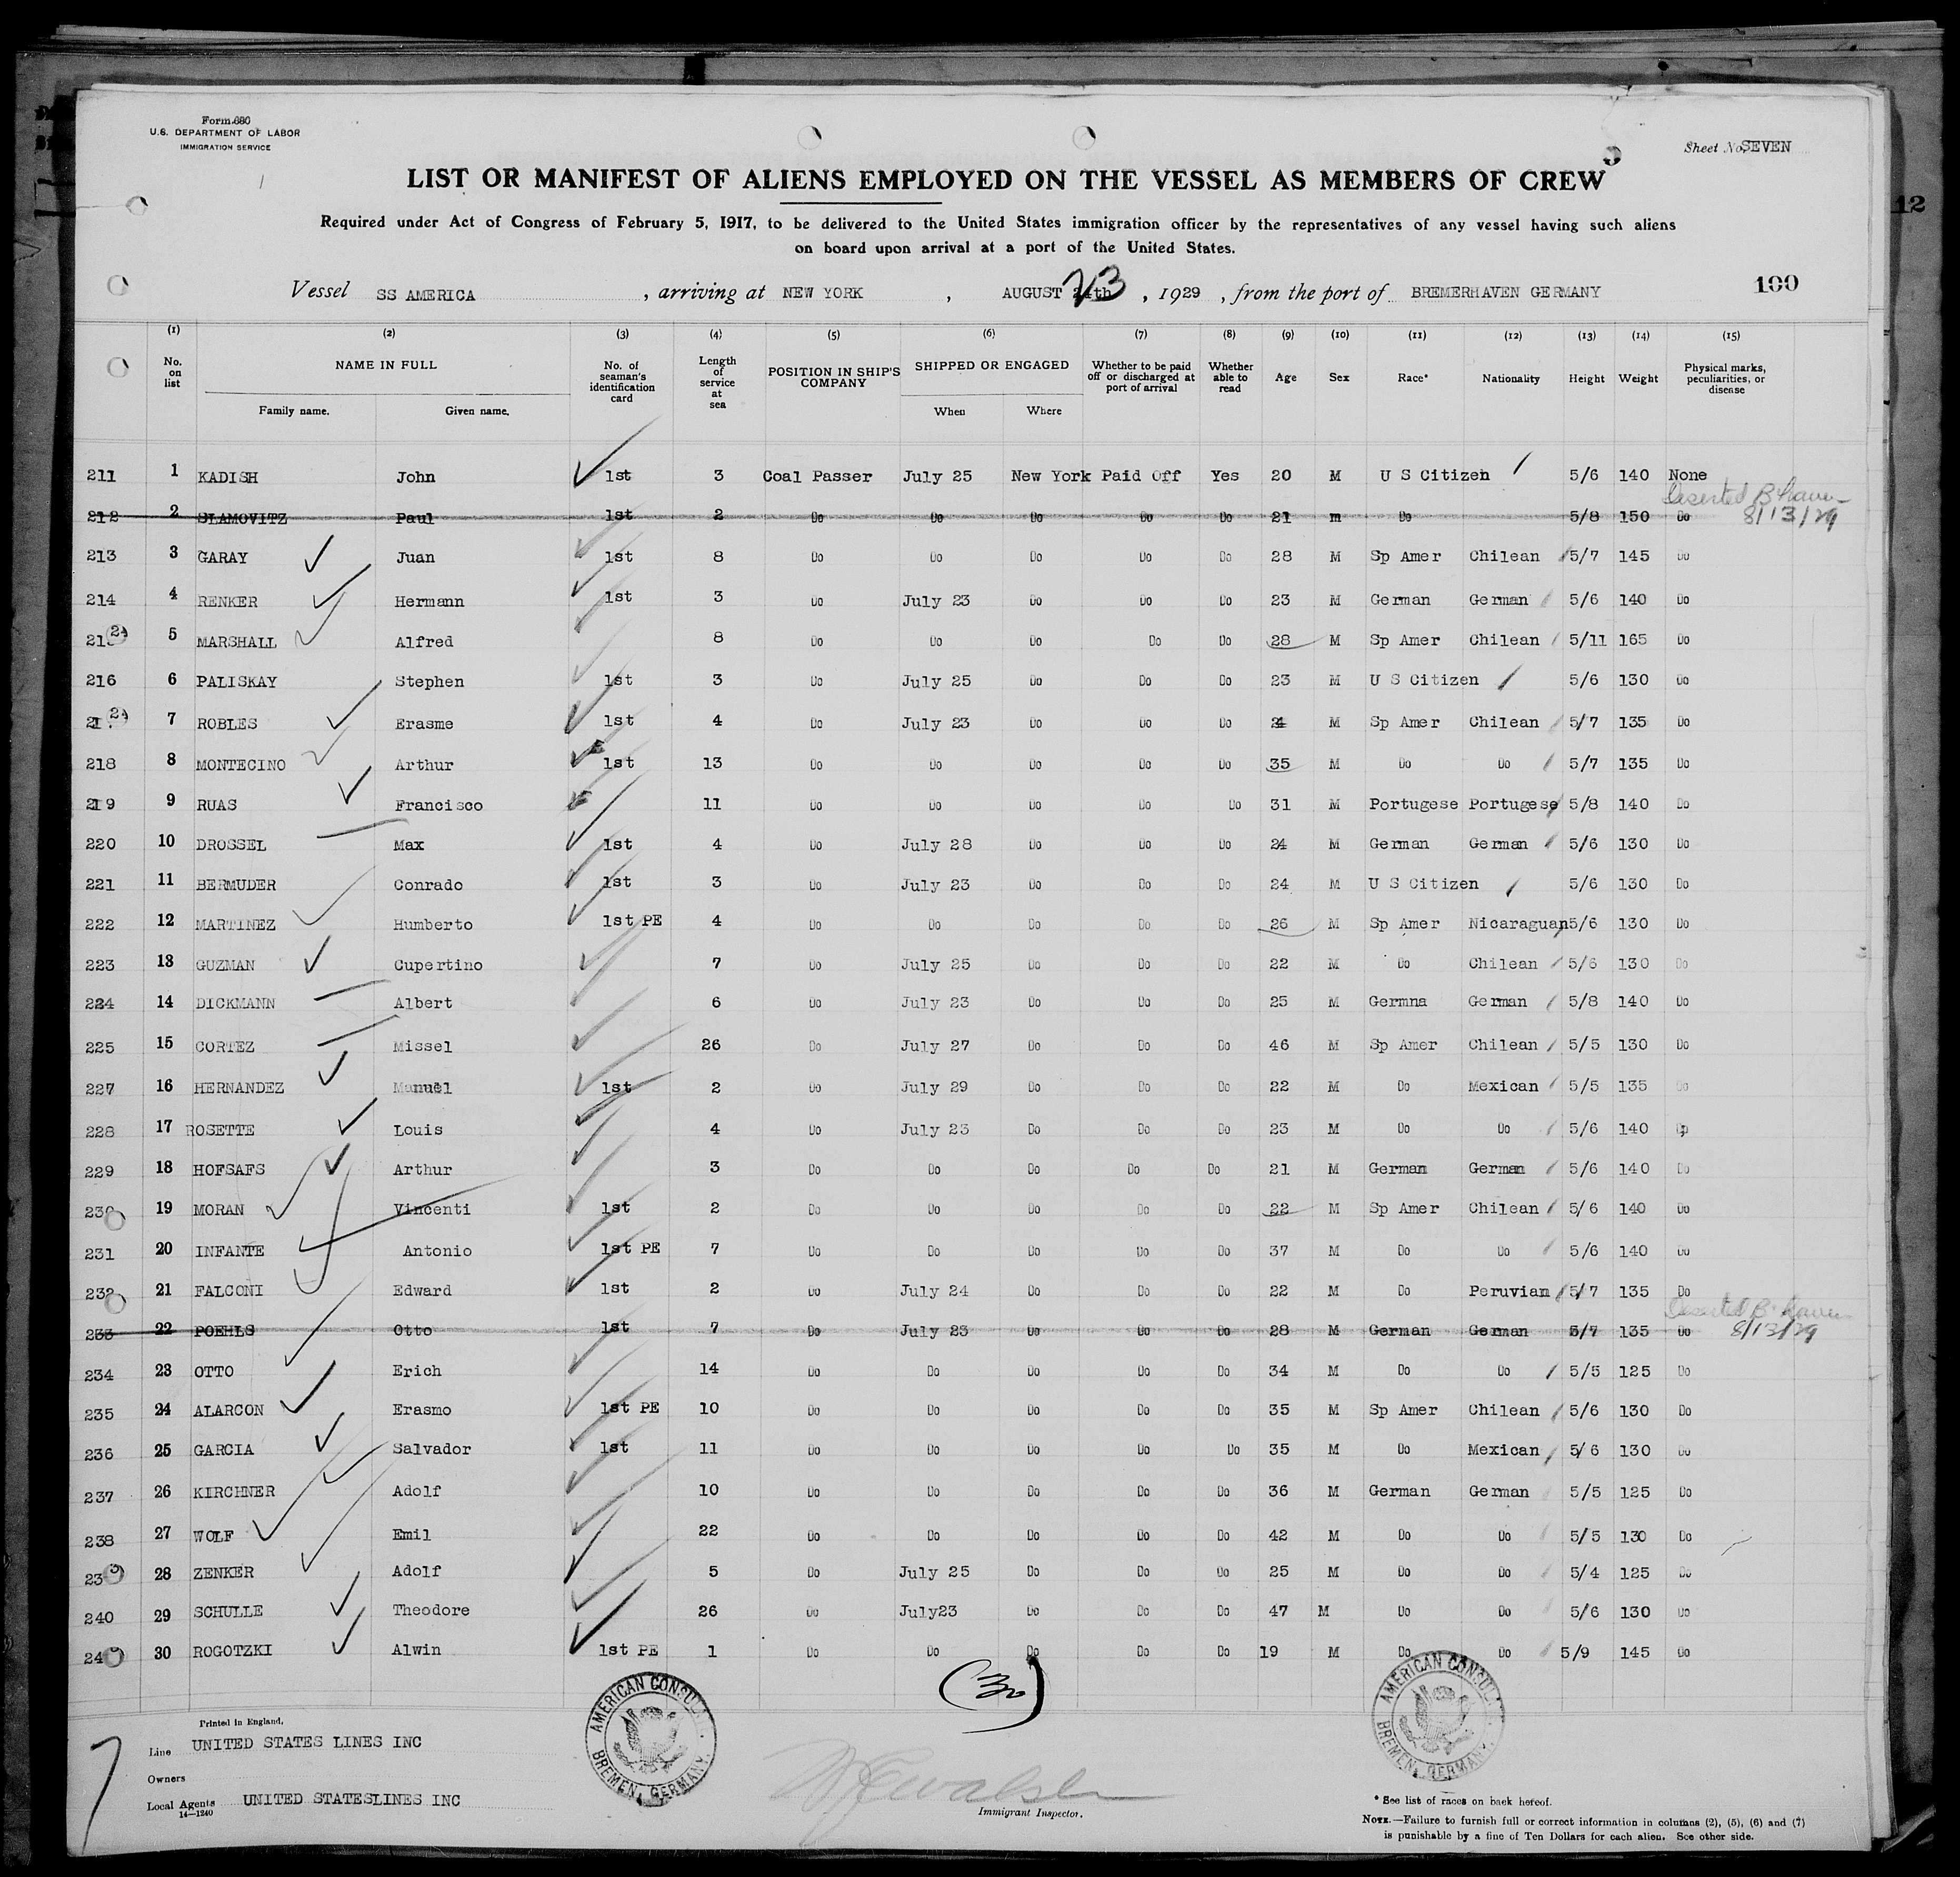 Form 680
U.S. DEPARTMENT OF LABOR
IMMIGRATION SERVICE
Sheet No. SEVEN
LIST OR MANIFEST OF ALIENS EMPLOYED ON THE VESSEL AS MEMBERS OF CREW
Required under Act of Congress of February 5, 1917, to be delivered to the United States immigration officer by the representatives of any vessel having such aliens
on board upon arrival at a port of the United States.
12
Vessel SS AMERICA , arriving at NEW YORK , AUGUST 24th 23 , 1929 , from the port of BREMERHAVEN GERMANY 100
(1) (2) (3) (4) (5) (6) (7) (8) (9) (10) (11) (12) (13) (14) (15)
No. on list NAME IN FULL Family name. Given name. No. of seaman's identification card Length of service at sea POSITION IN SHIP'S COMPANY SHIPPED OR ENGAGED When Where Whether to be paid off or discharged at port of arrival Whether able to read Age Sex Race* Nationality Height Weight Physical marks, peculiarities, or disease
211 1 KADISH John 1st 3 Coal Passer July 25 New York Paid Off Yes 20 M U S Citizen 5/6 140 None
Deserted B'haven
212 2 SLAMOVITZ Paul 1st 2 Do Do Do Do Do 21 m Do 5/8 150 Do 8/13/29
213 3 GARAY Juan 1st 8 Do Do Do Do Do 28 M Sp Amer Chilean 5/7 145 Do
214 4 RENKER Hermann 1st 3 Do July 23 Do Do Do 23 M German German 5/6 140 Do
5 MARSHALL Alfred 8 Do Do Do Do Do 28 M Sp Amer Chilean 5/11 165 Do
216 6 PALISKAY Stephen 1st 3 Do July 25 Do Do Do 23 M U S Citizen 5/6 130 Do
7 ROBLES Erasme 1st 4 Do July 23 Do Do Do 24 M Sp Amer Chilean 5/7 135 Do
218 8 MONTECINO Arthur 1st 13 Do Do Do Do Do 35 M Do Do 5/7 135 Do
219 9 RUAS Francisco 11 Do Do Do Do Do 31 M Portugese Portugese 5/8 140 Do
220 10 DROSSEL Max 1st 4 Do July 28 Do Do Do 24 M German German 5/6 130 Do
221 11 BERMUDER Conrado 1st 3 Do July 23 Do Do Do 24 M U S Citizen 5/6 130 Do
222 12 MARTINEZ Humberto 1st PE 4 Do Do Do Do Do 26 M Sp Amer Nicaraguan 5/6 130 Do
223 13 GUZMAN Cupertino 7 Do July 25 Do Do Do 22 M Do Chilean 5/6 130 Do
224 14 DICKMANN Albert 6 Do July 23 Do Do Do 25 M Germna German 5/8 140 Do
225 15 CORTEZ Missel 26 Do July 27 Do Do Do 46 M Sp Amer Chilean 5/5 130 Do
227 16 HERNANDEZ Manuel 1st 2 Do July 29 Do Do Do 22 M Do Mexican 5/5 135 Do
228 17 ROSETTE Louis 4 Do July 23 Do Do Do 23 M Do Do 5/6 140 Do
229 18 HOFSAFS Arthur 3 Do Do Do Do Do 21 M German German 5/6 140 Do
230 19 MORAN Vincenti 1st 2 Do Do Do Do Do 22 M Sp Amer Chilean 5/6 140 Do
231 20 INFANTE Antonio 1st PE 7 Do Do Do Do Do 37 M Do Do 5/6 140 Do
232 21 FALCONI Edward 1st 2 Do July 24 Do Do Do 22 M Do Peruvian 5/7 135 Do
Deserted B'haven
233 22 POEHLS Otto 1st 7 Do July 23 Do Do Do 28 M German German 5/7 135 Do 8/13/29
234 23 OTTO Erich 14 Do Do Do Do Do 34 M Do Do 5/5 125 Do
235 24 ALARCON Erasmo 1st PE 10 Do Do Do Do Do 35 M Sp Amer Chilean 5/6 130 Do
236 25 GARCIA Salvador 1st 11 Do Do Do Do Do 35 M Do Mexican 5/6 130 Do
237 26 KIRCHNER Adolf 10 Do Do Do Do Do 36 M German German 5/5 125 Do
238 27 WOLF Emil 22 Do Do Do Do Do 42 M Do Do 5/5 130 Do
239 28 ZENKER Adolf 5 Do July 25 Do Do Do 25 M Do Do 5/4 125 Do
240 29 SCHULLE Theodore 26 Do July23 Do Do Do 47 M Do Do 5/6 130 Do
30 ROGOTZKI Alwin 1st PE 1 Do Do Do Do Do 19 M Do Do 5/9 145 Do
(30)
AMERICAN CONSULATE BREMEN, GERMANY.
AMERICAN CONSULATE BREMEN, GERMANY.
Printed in England.
Line UNITED STATES LINES INC
Owners
Local Agents UNITED STATESLINES INC
14—1240
7
Immigrant Inspector.
* See list of races on back hereof.
NOTE.—Failure to furnish full or correct information in columns (2), (5), (6) and (7)
is punishable by a fine of Ten Dollars for each alien. See other side.